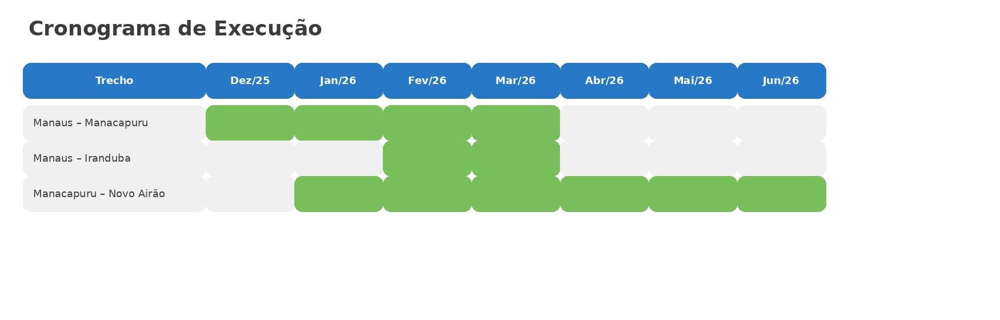 Cronograma de Execução
Trecho Dez/25 Jan/26 Fev/26 Mar/26 Abr/26 Mai/26 Jun/26
Manaus – Manacapuru
Manaus – Iranduba
Manacapuru – Novo Airão